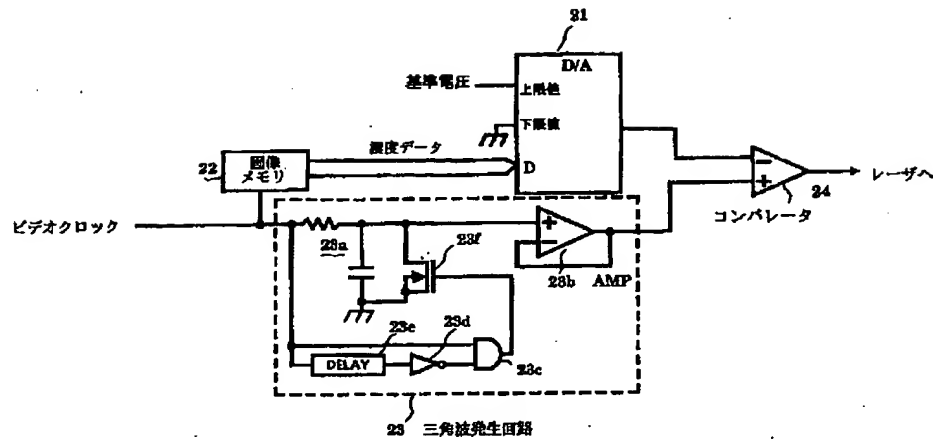 21
D/A
基準電圧
上限値
下限値
濃度データ
D
22
画像
メモリ
−
+
24
レーザへ
コンパレータ
ビデオクロック
23a
23f
+
−
23b
AMP
23e
23d
DELAY
23c
23 三角波発生回路